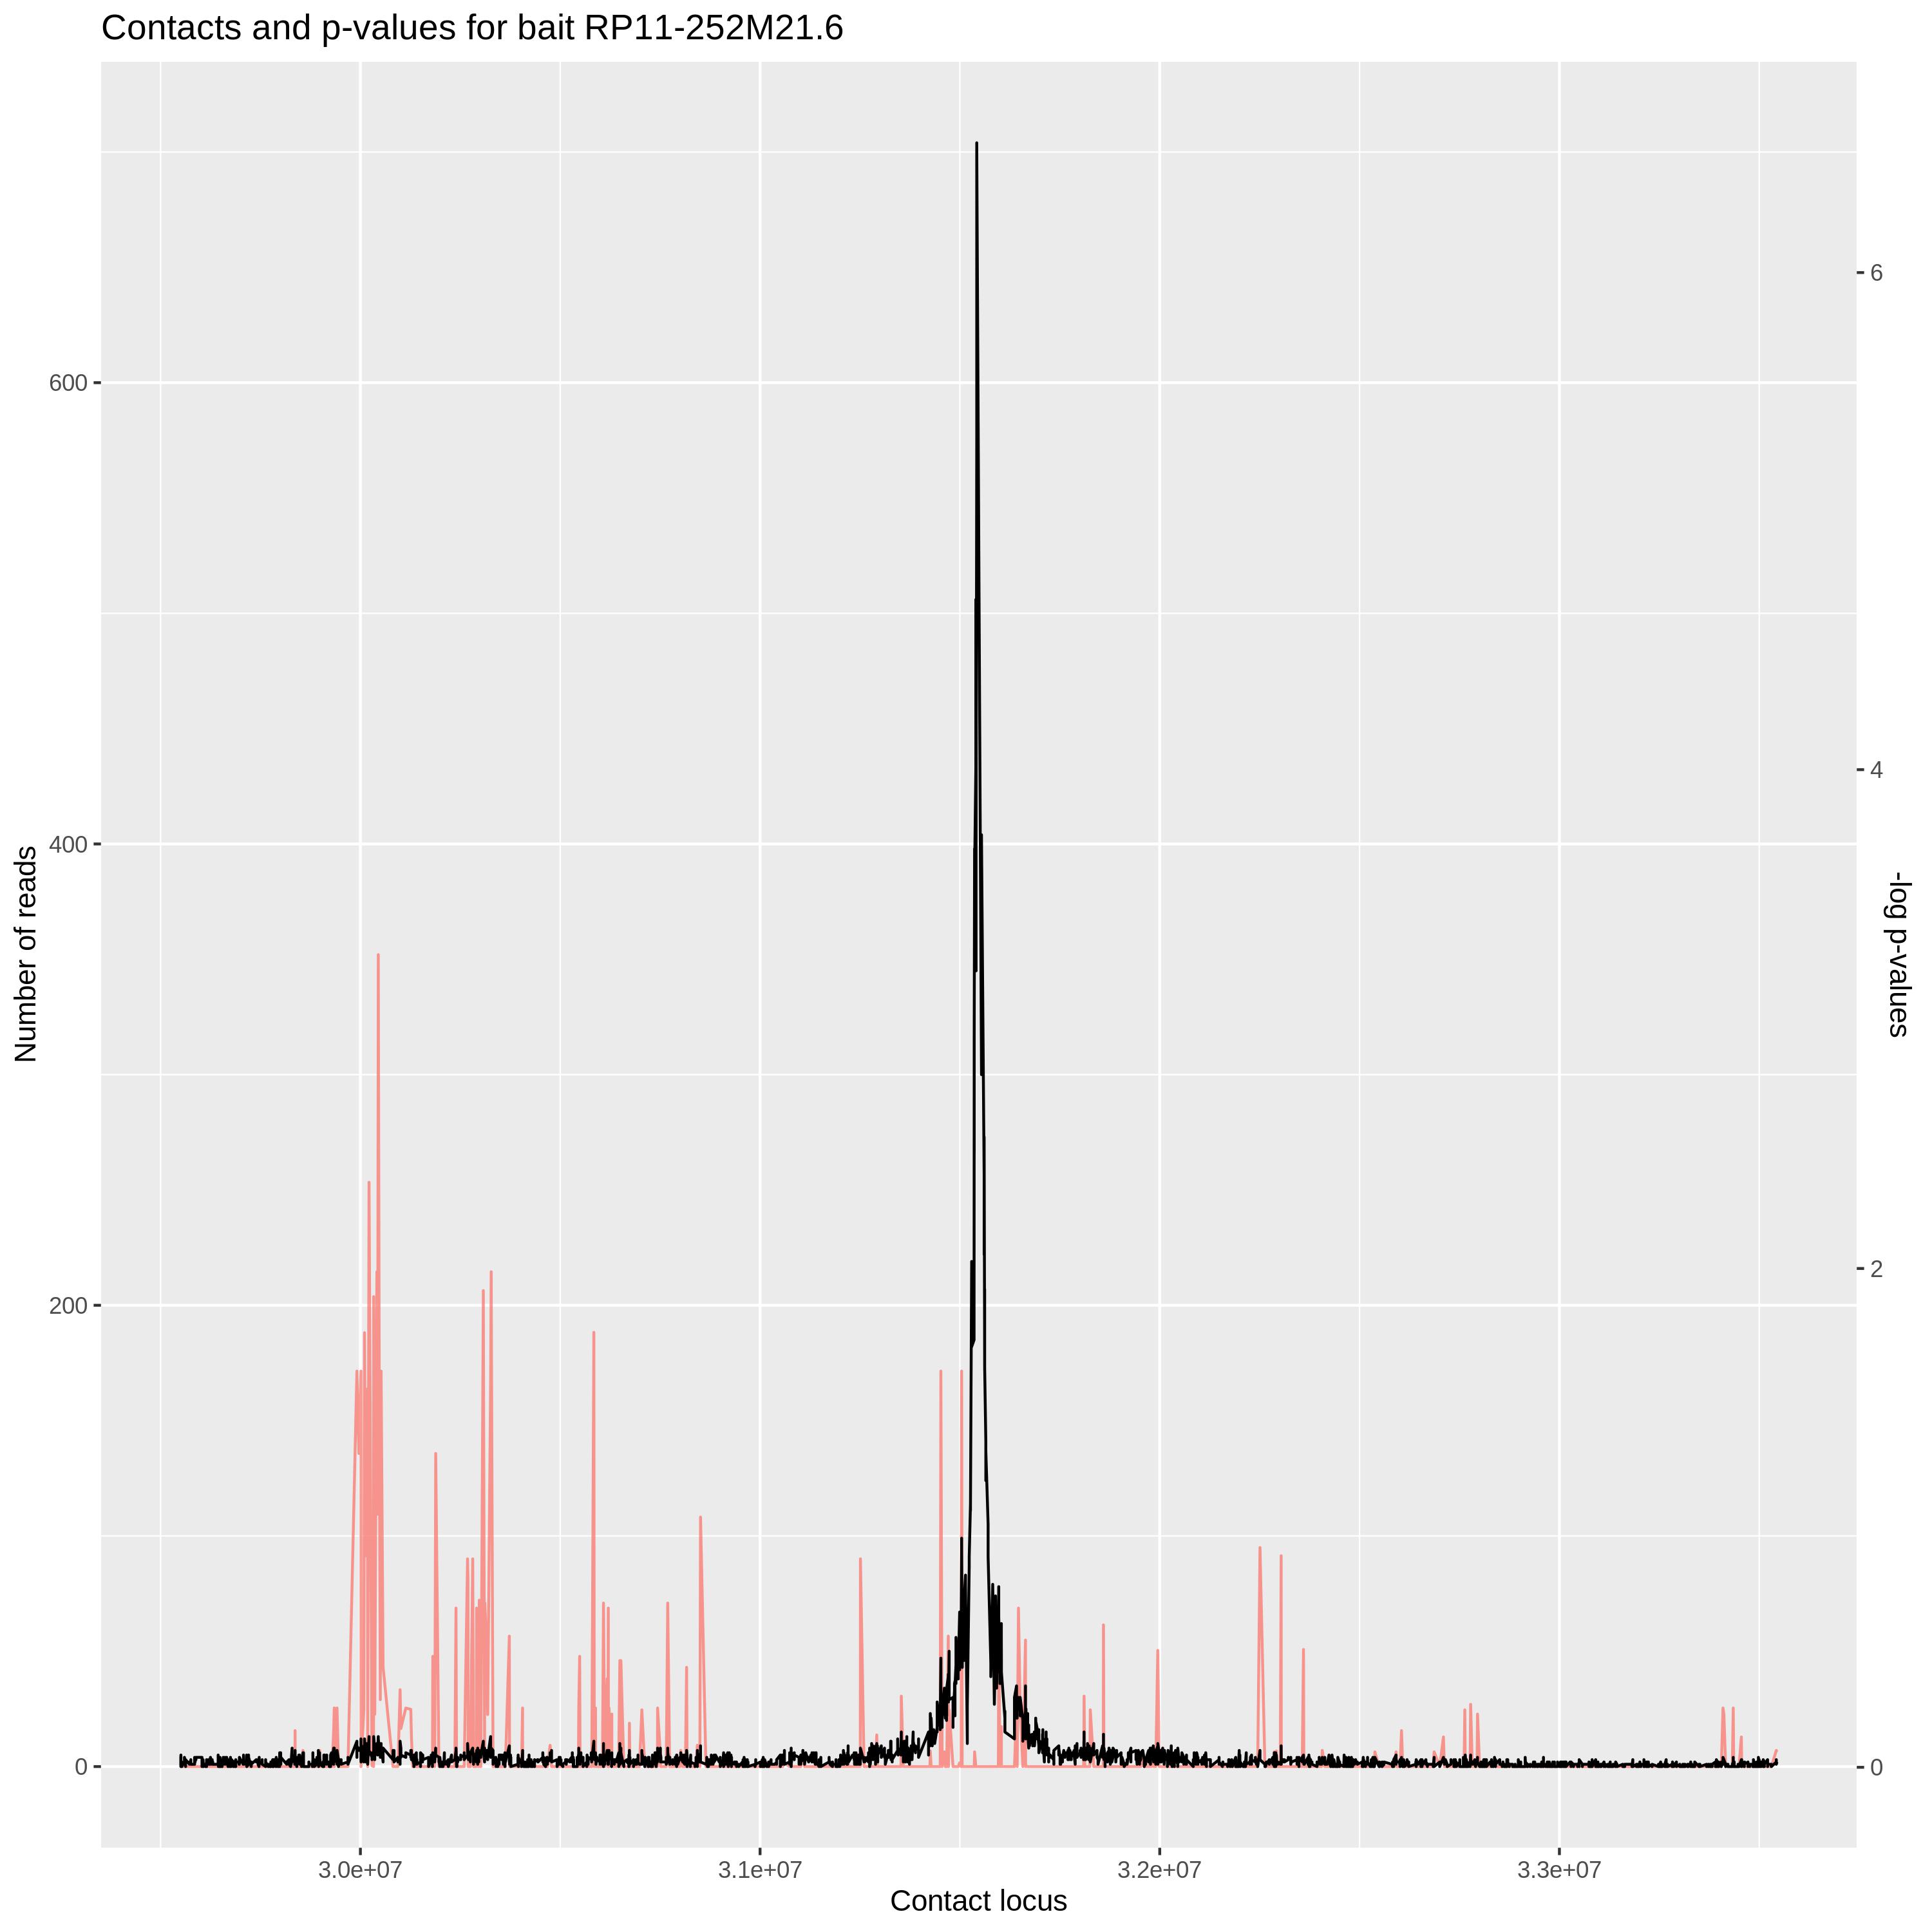 Contacts and p-values for bait RP11-252M21.6
Number of reads
600
400
200
0
6
4
2
0
-log p-values
3.0e+07
3.1e+07
3.2e+07
3.3e+07
Contact locus